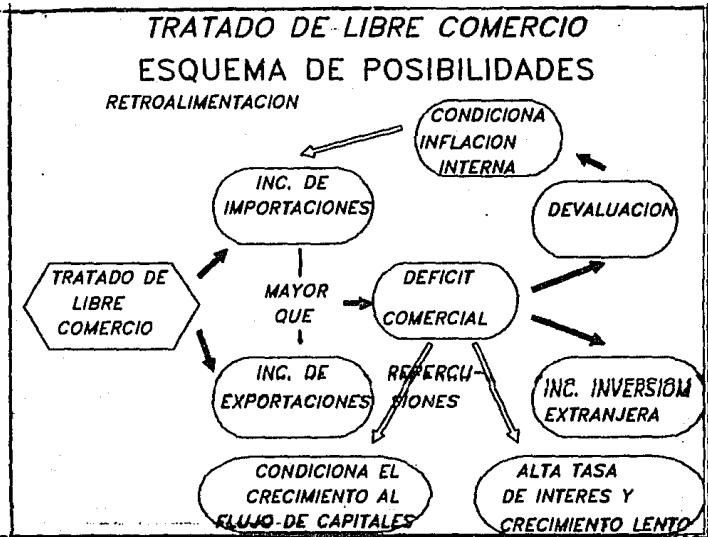 TRATADO DE LIBRE COMERCIO
ESQUEMA DE POSIBILIDADES
RETROALIMENTACION
CONDICIONA
INFLACION
INTERNA
INC. DE
IMPORTACIONES
DEVALUACION
TRATADO DE
LIBRE
COMERCIO
MAYOR
QUE
DEFICIT
COMERCIAL
INC. DE
EXPORTACIONES
REPERCU-
SIONES
INC. INVERSION
EXTRANJERA
CONDICIONA EL
CRECIMIENTO AL
FLUJO DE CAPITALES
ALTA TASA
DE INTERES Y
CRECIMIENTO LENTO